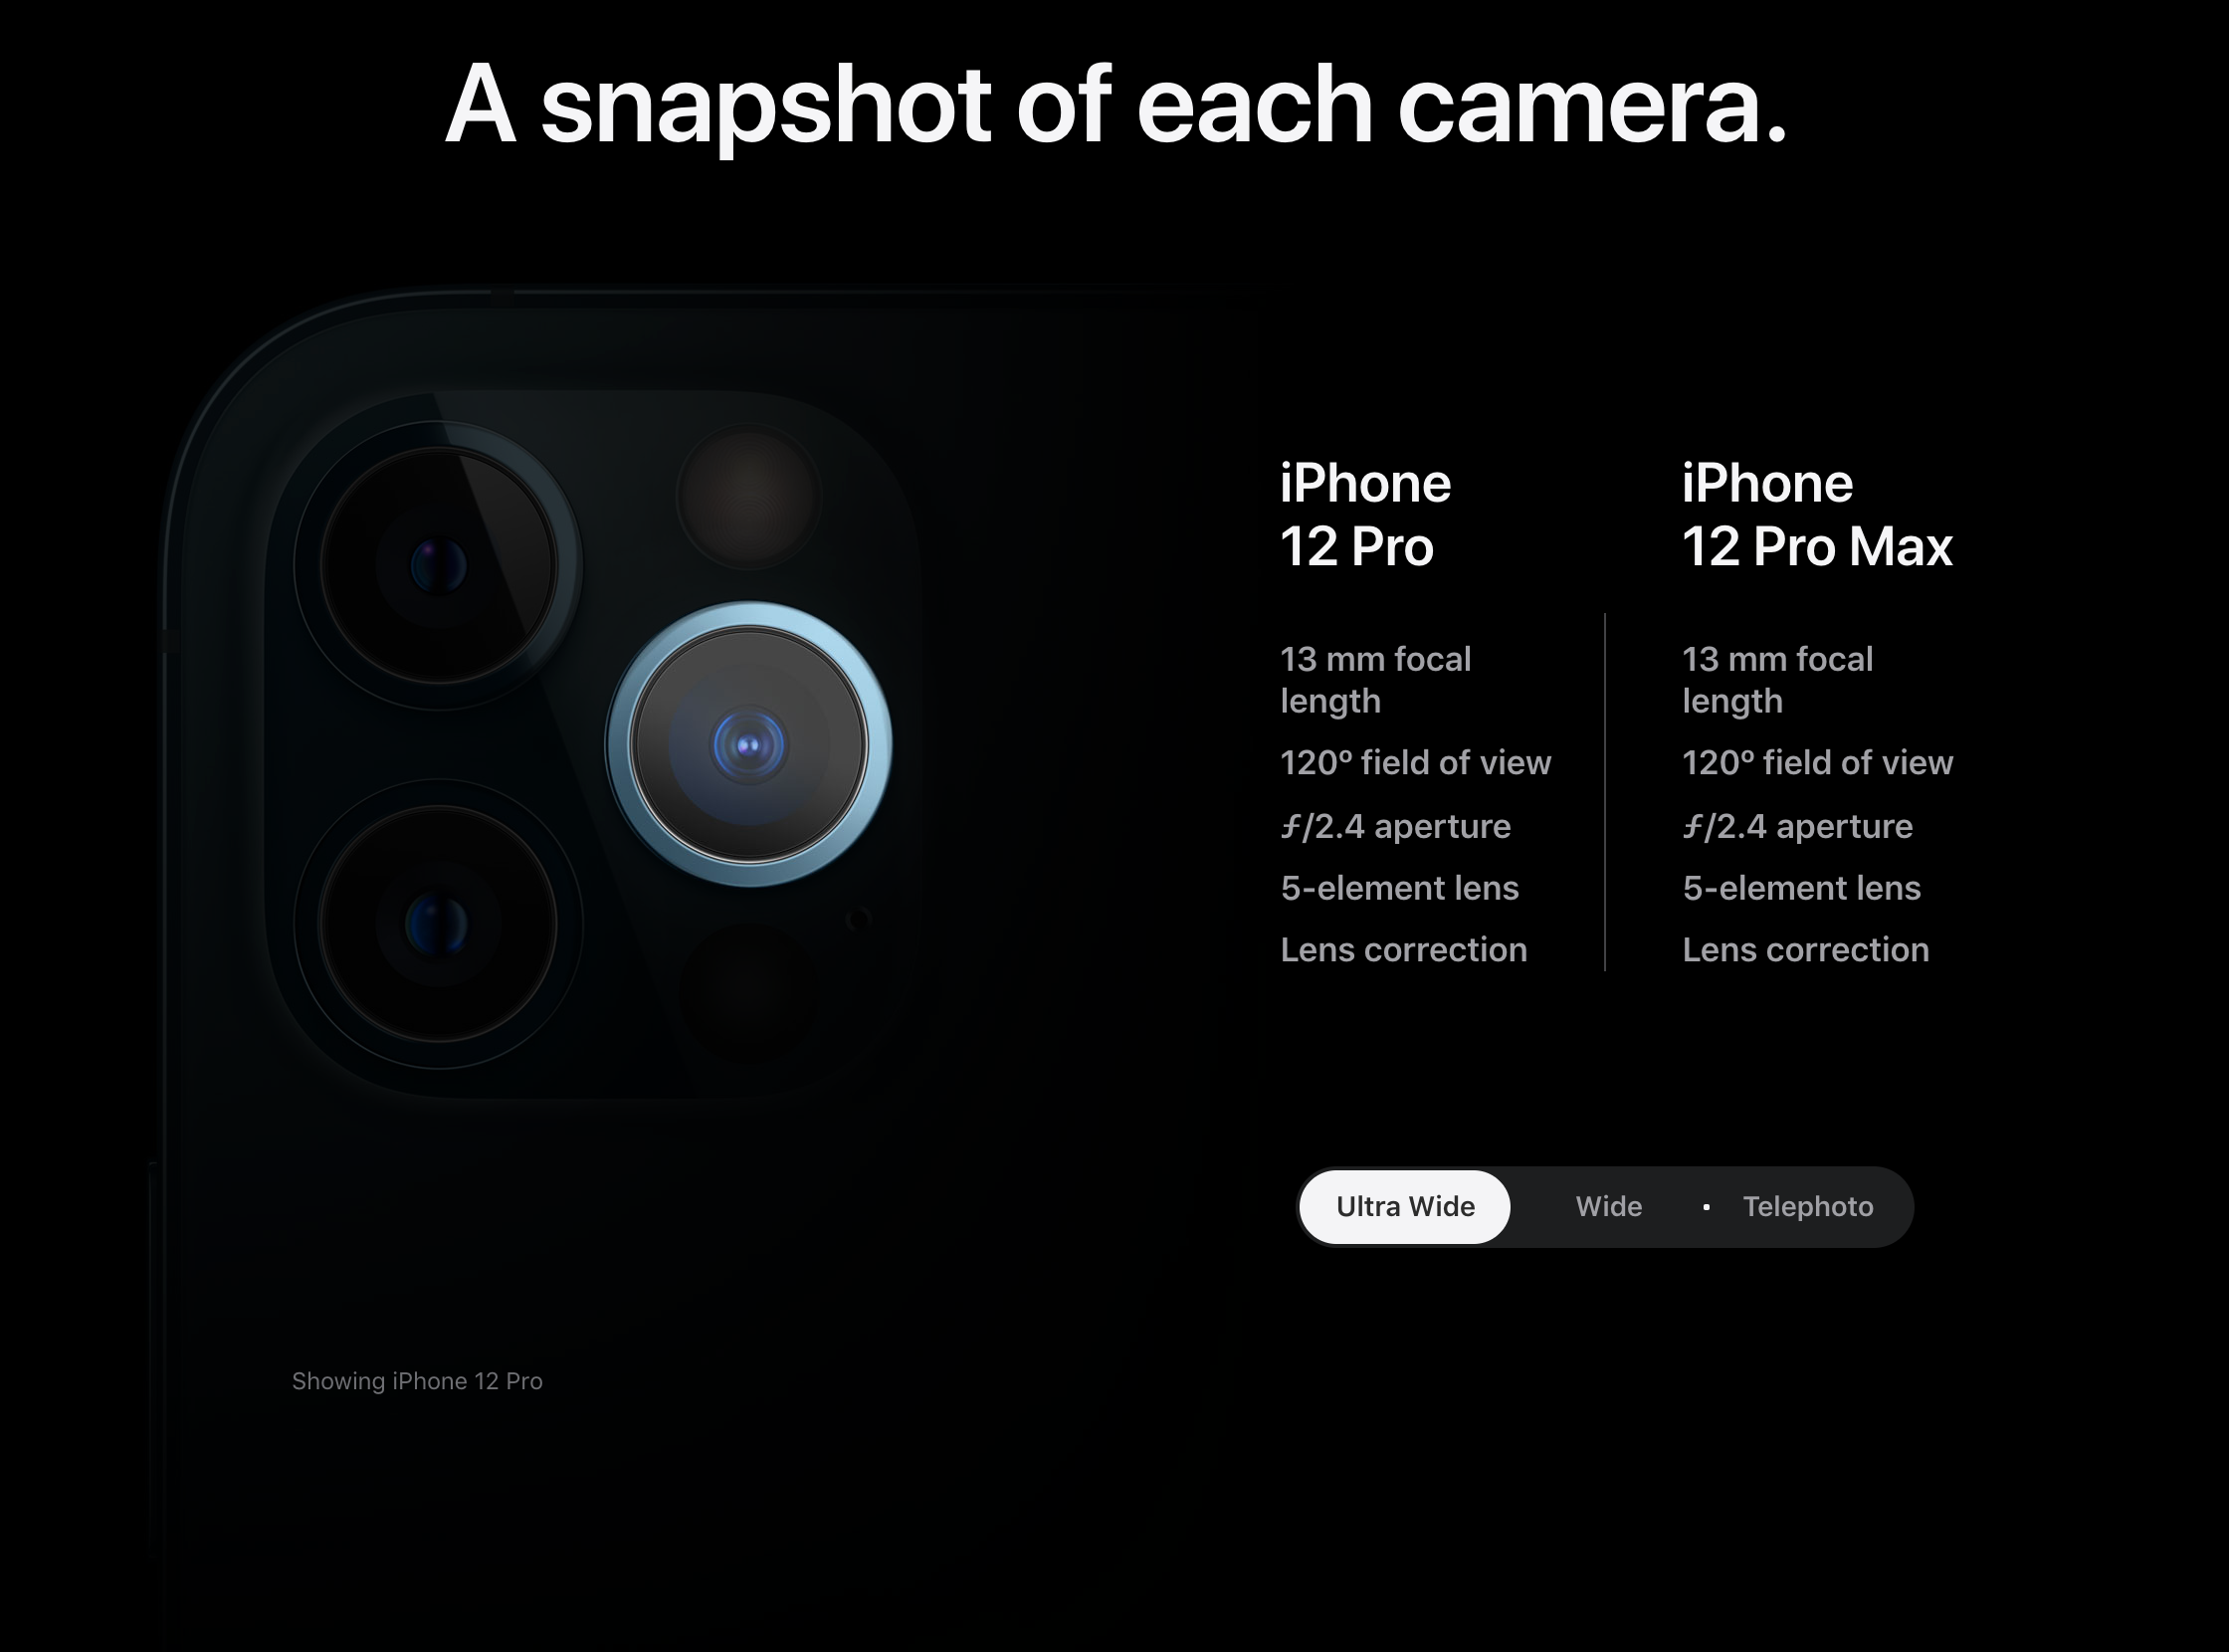 A snapshot of each camera.
iPhone
12 Pro
13 mm focal
length
120º field of view
ƒ/2.4 aperture
5-element lens
Lens correction
iPhone
12 Pro Max
13 mm focal
length
120º field of view
ƒ/2.4 aperture
5-element lens
Lens correction
Ultra Wide
Wide
Telephoto
Showing iPhone 12 Pro